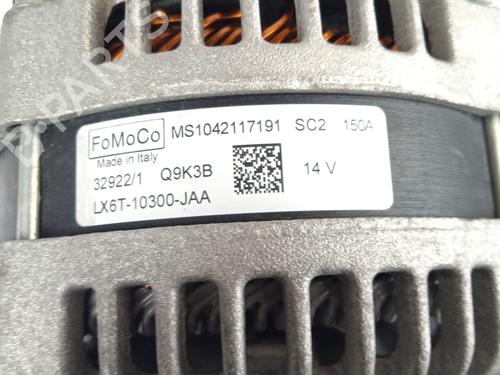 B-PARTS
FoMoCo MS1042117191 SC2 150A
Made in Italy
32922/1 Q9K3B 14 V
LX6T-10300-JAA